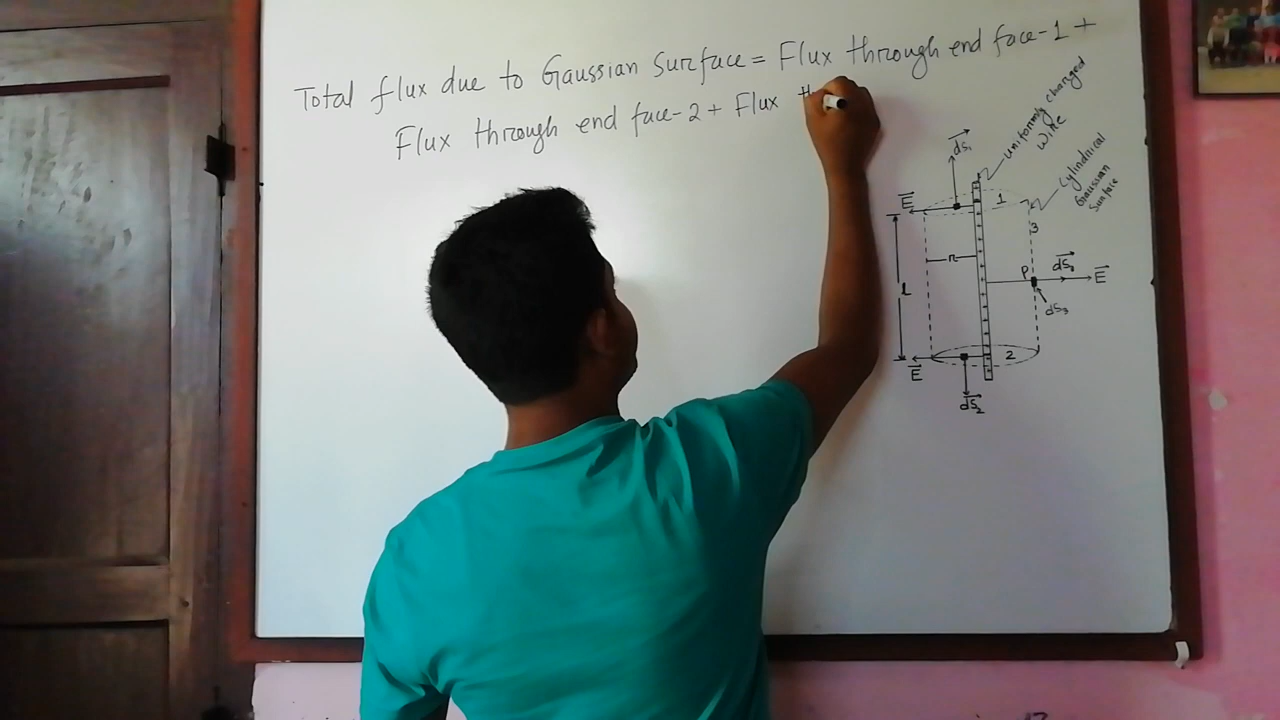 Total flux due to Gaussian Surface = Flux through end face-1 +
Flux through end face-2 + Flux th
uniformly charged
wire
Cylindrical
Gaussian
Surface
dS₁
E
1
3
r
P
dS₃
E
dS₃
l
E
2
dS₂